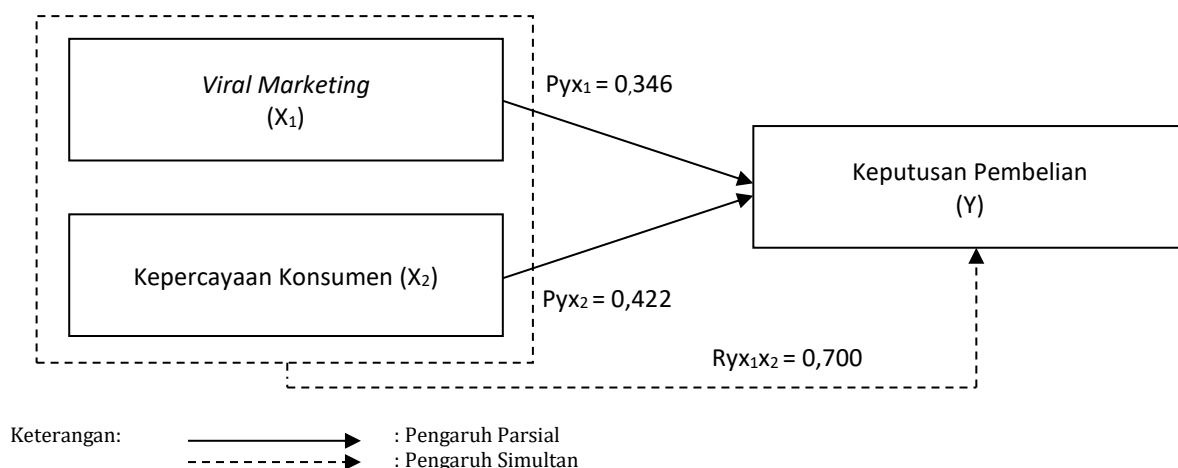 Viral Marketing
(X₁)
Pyx₁ = 0,346
Keputusan Pembelian
(Y)
Kepercayaan Konsumen (X₂)
Pyx₂ = 0,422
Ryx₁x₂ = 0,700
Keterangan:
: Pengaruh Parsial
: Pengaruh Simultan